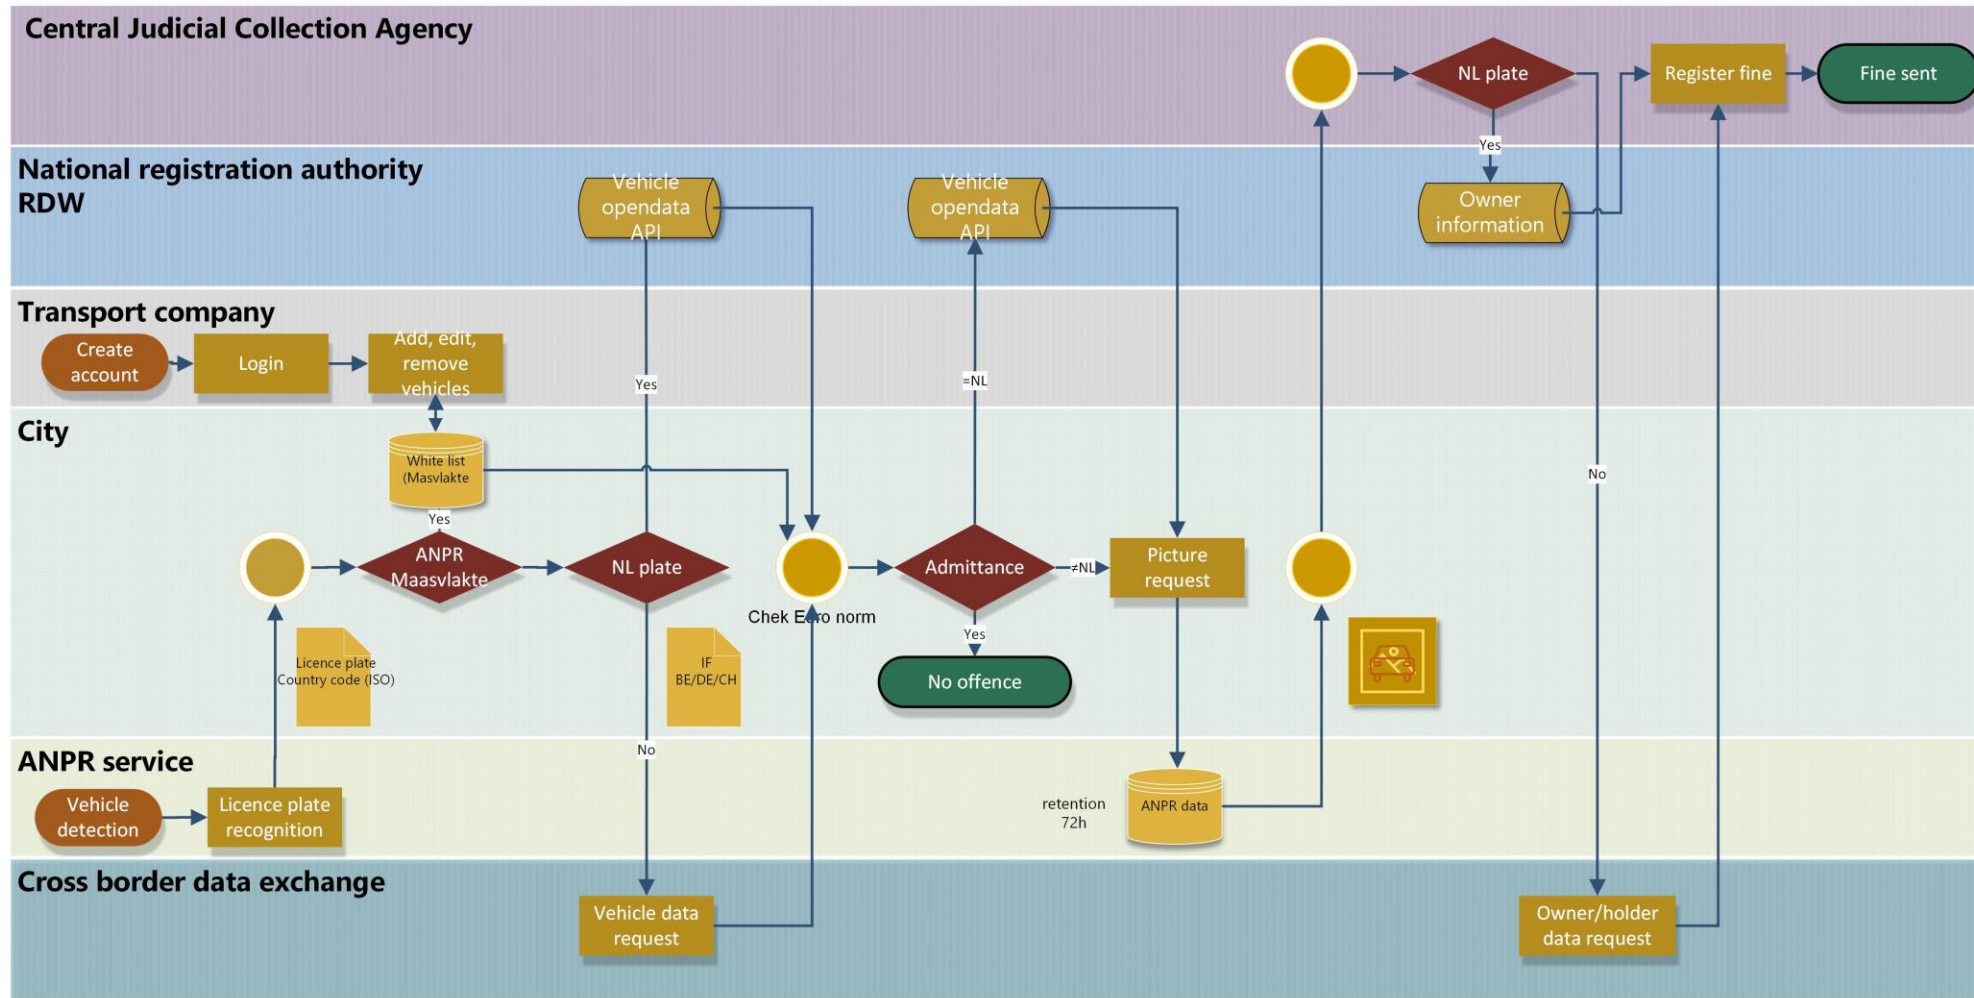 Central Judicial Collection Agency
NL plate
Register fine
Fine sent
Yes
National registration authority
RDW
Vehicle
opendata
API
Vehicle
opendata
API
Owner
information
Transport company
Create
account
Login
Add, edit,
remove
vehicles
Yes
=NL
City
White list
(Masvlakte
No
Yes
ANPR
Maasvlakte
NL plate
Chek Euro norm
Admittance
≠NL
Picture
request
Licence plate
Country code (ISO)
IF
BE/DE/CH
Yes
No offence
No
ANPR service
Vehicle
detection
Licence plate
recognition
retention
72h
ANPR data
Cross border data exchange
Vehicle data
request
Owner/holder
data request